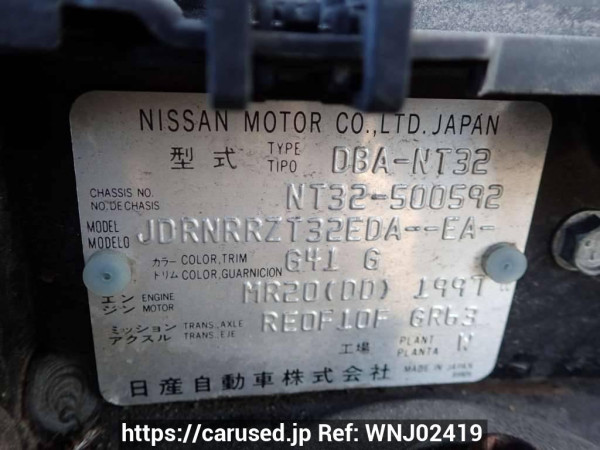 NISSAN MOTOR CO.,LTD.JAPAN
型式 TYPE TIPO DBA-NT32
CHASSIS NO. NO.DE CHASIS NT32-500592
MODEL MODELO JDRNRRZT32EDA--EA-
カラー COLOR,TRIM トリム COLOR,GUARNICION G41 G
エンジン ENGINE MOTOR MR20(DD) 1997 cc
ミッション アクスル TRANS.,AXLE TRANS.,EJE RE0F10F GR63
工場 PLANT PLANTA N
日産自動車株式会社 MADE IN JAPAN
https://carused.jp Ref: WNJ02419